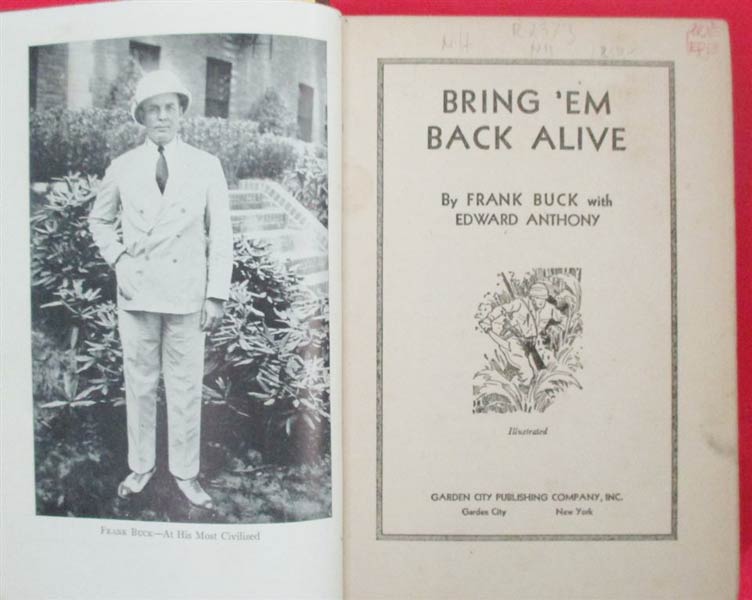 FRANK BUCK—At His Most Civilized
BRING 'EM
BACK ALIVE
By FRANK BUCK with
EDWARD ANTHONY
Illustrated
GARDEN CITY PUBLISHING COMPANY, INC.
Garden City New York